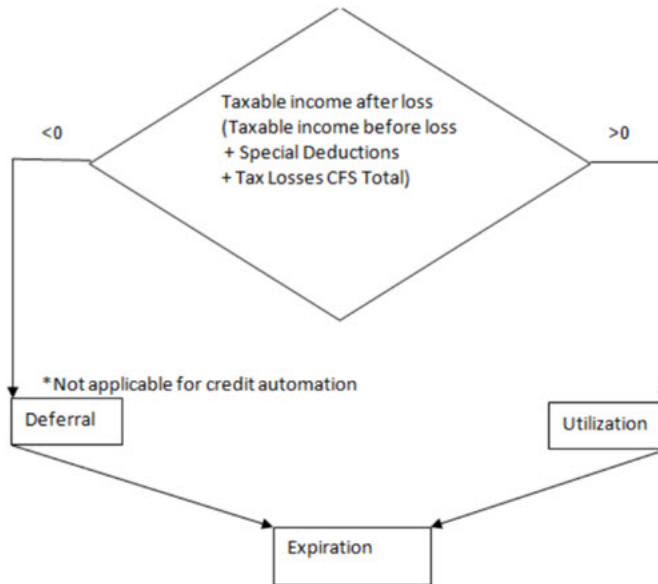 Taxable income after loss
(Taxable income before loss
+ Special Deductions
+ Tax Losses CFS Total)
<0
>0
*Not applicable for credit automation
Deferral
Utilization
Expiration